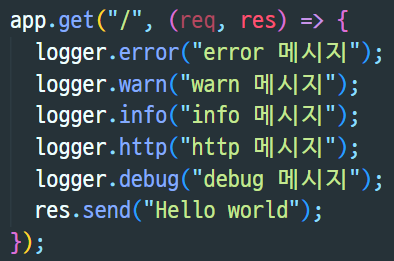 app.get("/", (req, res) => {
  logger.error("error 메시지");
  logger.warn("warn 메시지");
  logger.info("info 메시지");
  logger.http("http 메시지");
  logger.debug("debug 메시지");
  res.send("Hello world");
});